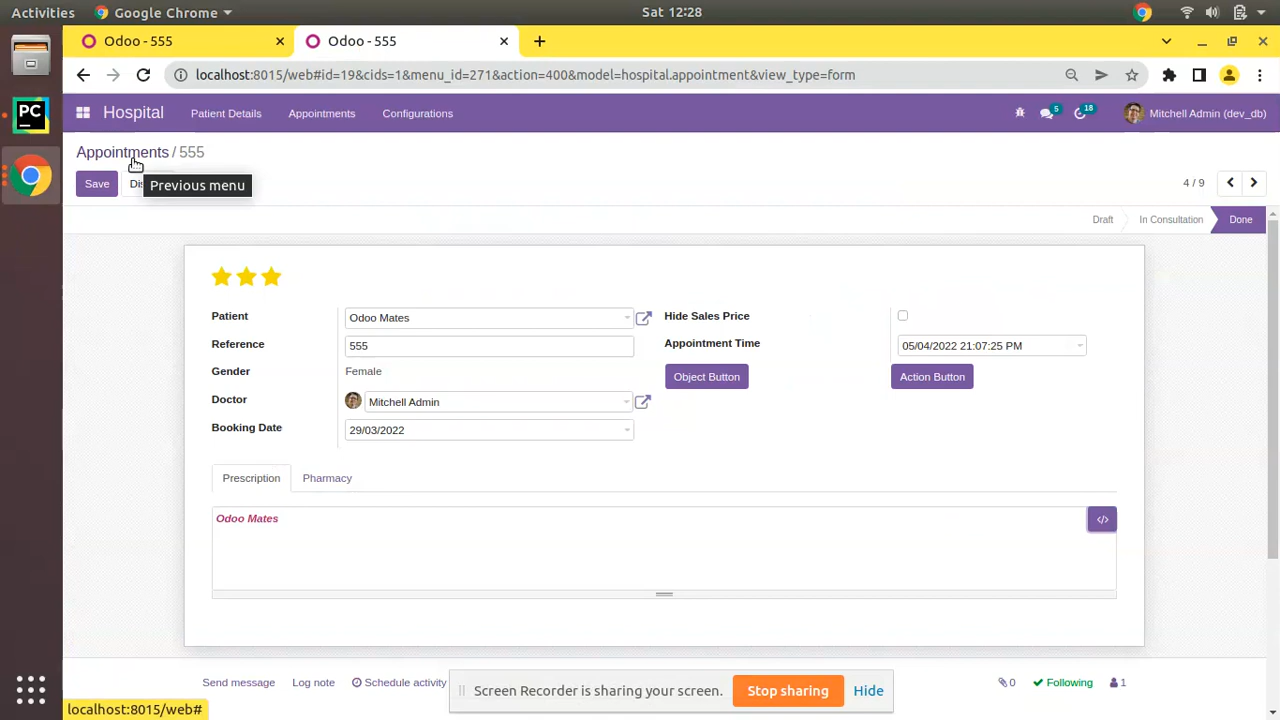 Activities Google Chrome Sat 12:28
Odoo - 555 Odoo - 555
localhost:8015/web#id=19&cids=1&menu_id=271&action=400&model=hospital.appointment&view_type=form
Hospital Patient Details Appointments Configurations 5 18 Mitchell Admin (dev_db)
Appointments / 555
Save Previous menu 4 / 9
Draft In Consultation Done
Patient Odoo Mates Hide Sales Price
Reference 555 Appointment Time 05/04/2022 21:07:25 PM
Gender Female Object Button Action Button
Doctor Mitchell Admin
Booking Date 29/03/2022
Prescription Pharmacy
Odoo Mates </>
Send message Log note Schedule activity 0 Following 1
Screen Recorder is sharing your screen. Stop sharing Hide
localhost:8015/web#
PC